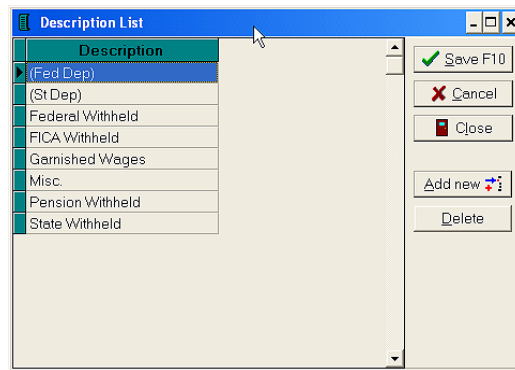 Description List
Description
(Fed Dep)
(St Dep)
Federal Withheld
FICA Withheld
Garnished Wages
Misc.
Pension Withheld
State Withheld
Save F10
Cancel
Close
Add new
Delete